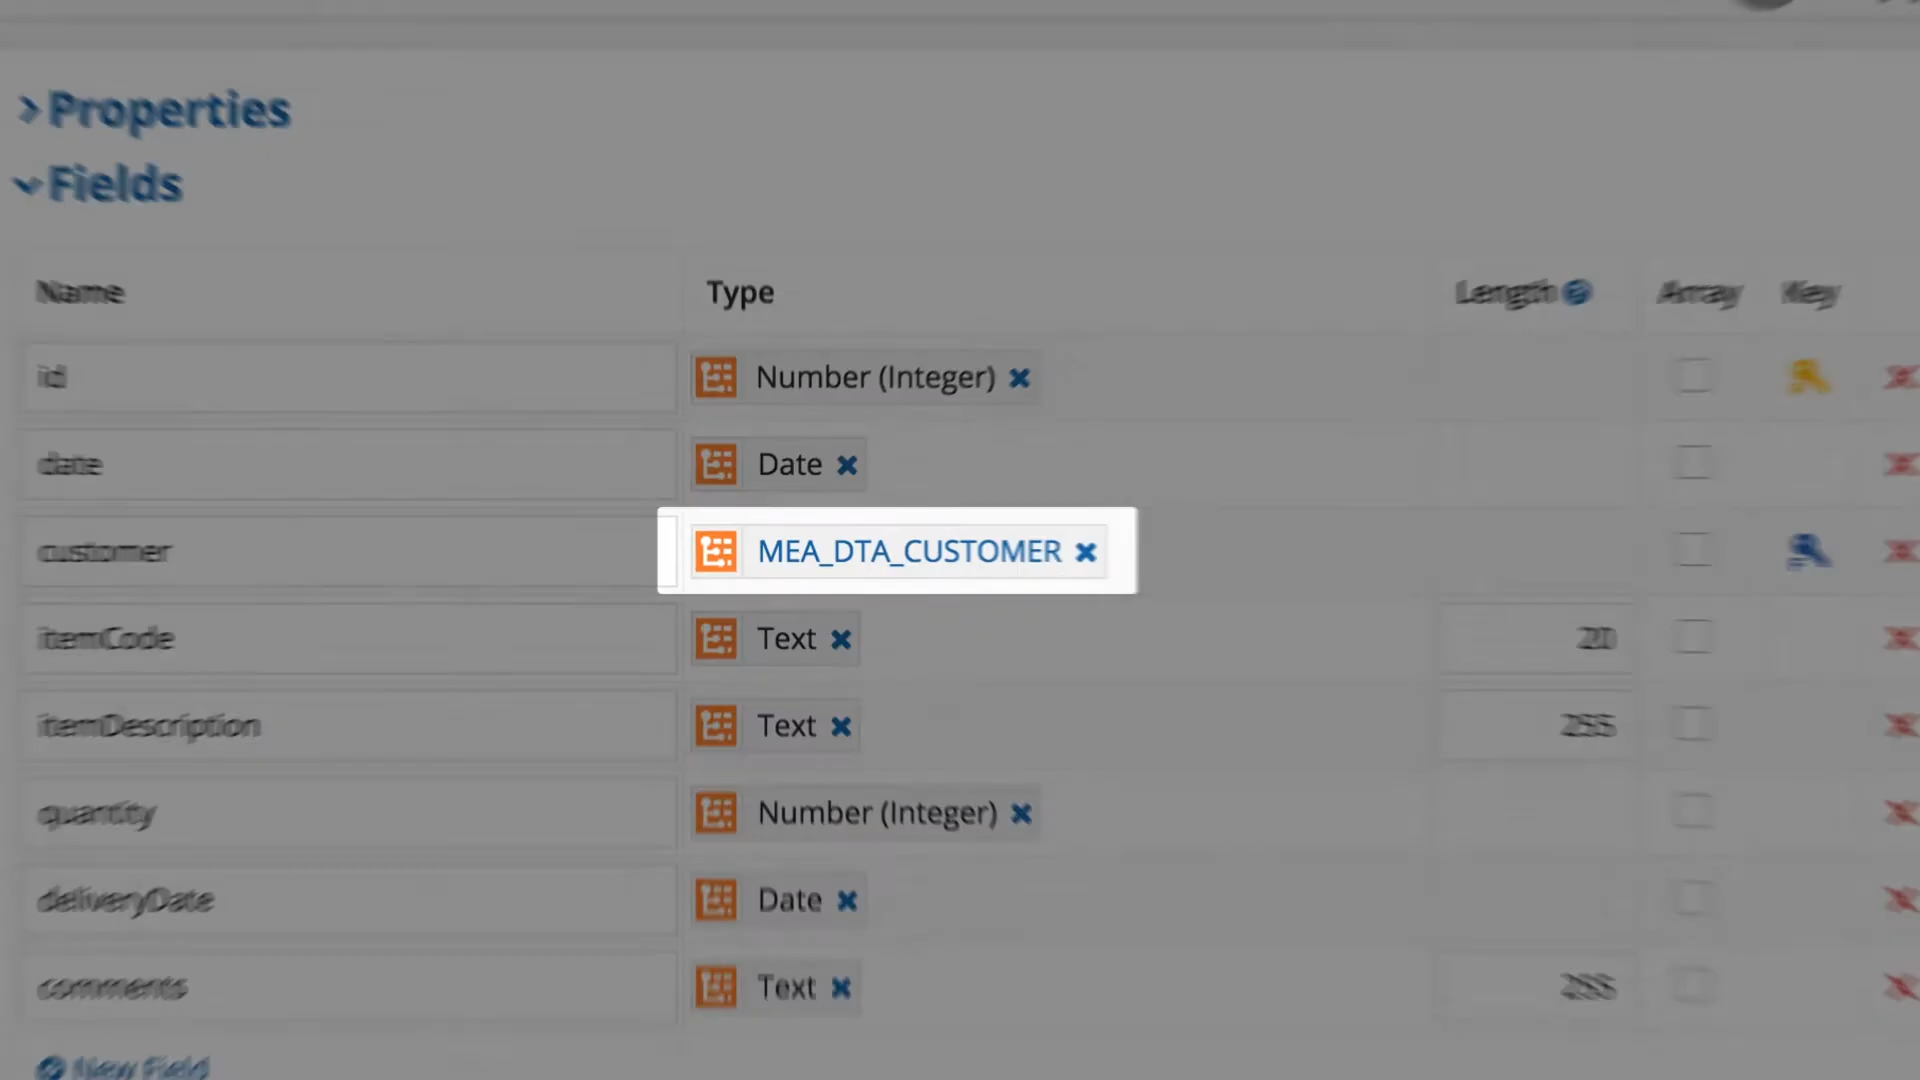 Properties
Fields
Name Type Length Array Key
id Number (Integer)
date Date
customer MEA_DTA_CUSTOMER
itemCode Text 20
itemDescription Text 255
quantity Number (Integer)
deliveryDate Date
comments Text 255
New Field